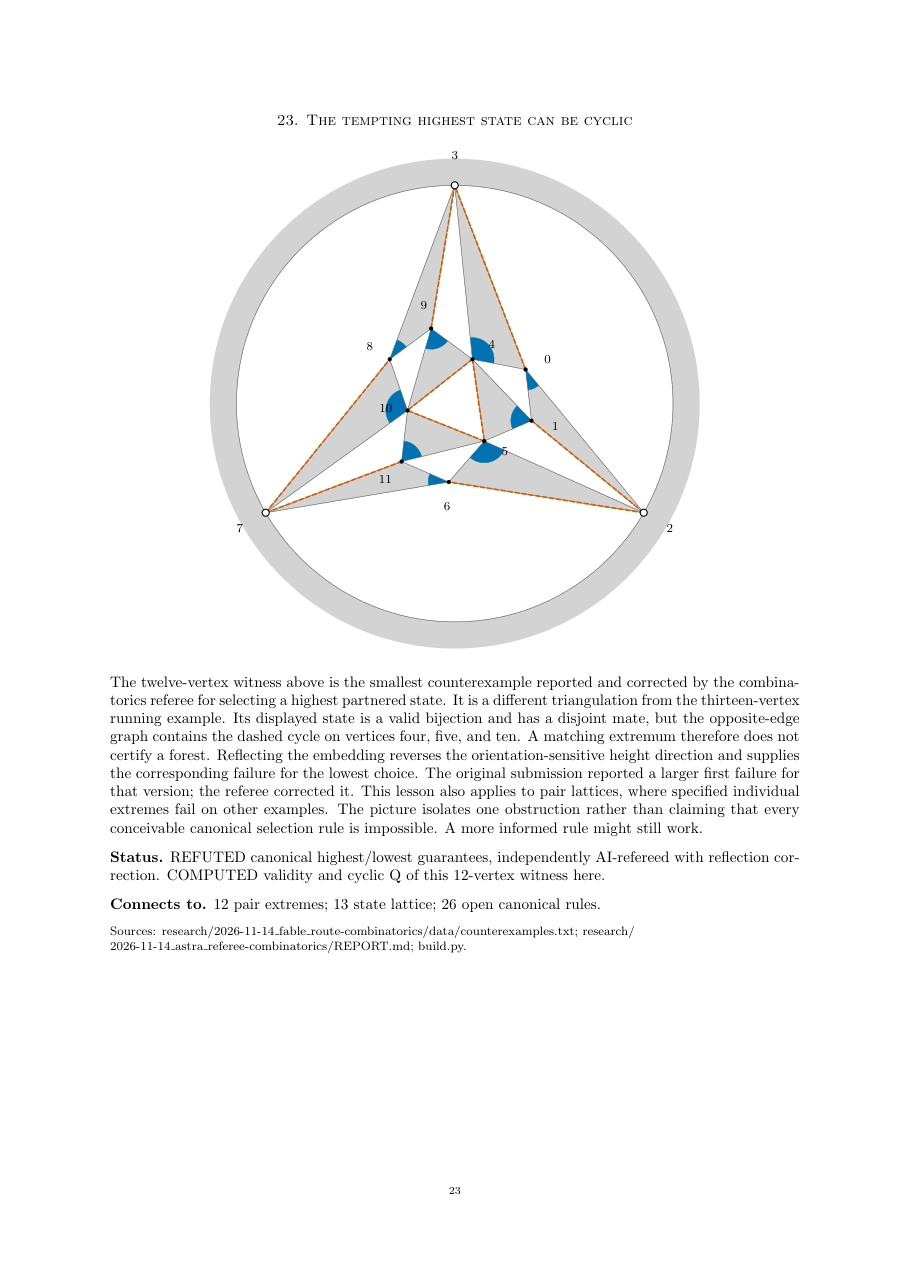 23. The tempting highest state can be cyclic
3
9
8
4
0
10
1
5
11
6
7
2
The twelve-vertex witness above is the smallest counterexample reported and corrected by the combina-
torics referee for selecting a highest partnered state. It is a different triangulation from the thirteen-vertex
running example. Its displayed state is a valid bijection and has a disjoint mate, but the opposite-edge
graph contains the dashed cycle on vertices four, five, and ten. A matching extremum therefore does not
certify a forest. Reflecting the embedding reverses the orientation-sensitive height direction and supplies
the corresponding failure for the lowest choice. The original submission reported a larger first failure for
that version; the referee corrected it. This lesson also applies to pair lattices, where specified individual
extremes fail on other examples. The picture isolates one obstruction rather than claiming that every
conceivable canonical selection rule is impossible. A more informed rule might still work.
Status. REFUTED canonical highest/lowest guarantees, independently AI-refereed with reflection cor-
rection. COMPUTED validity and cyclic Q of this 12-vertex witness here.
Connects to. 12 pair extremes; 13 state lattice; 26 open canonical rules.
Sources: research/2026-11-14_fable_route-combinatorics/data/counterexamples.txt; research/
2026-11-14_astra_referee-combinatorics/REPORT.md; build.py.
23